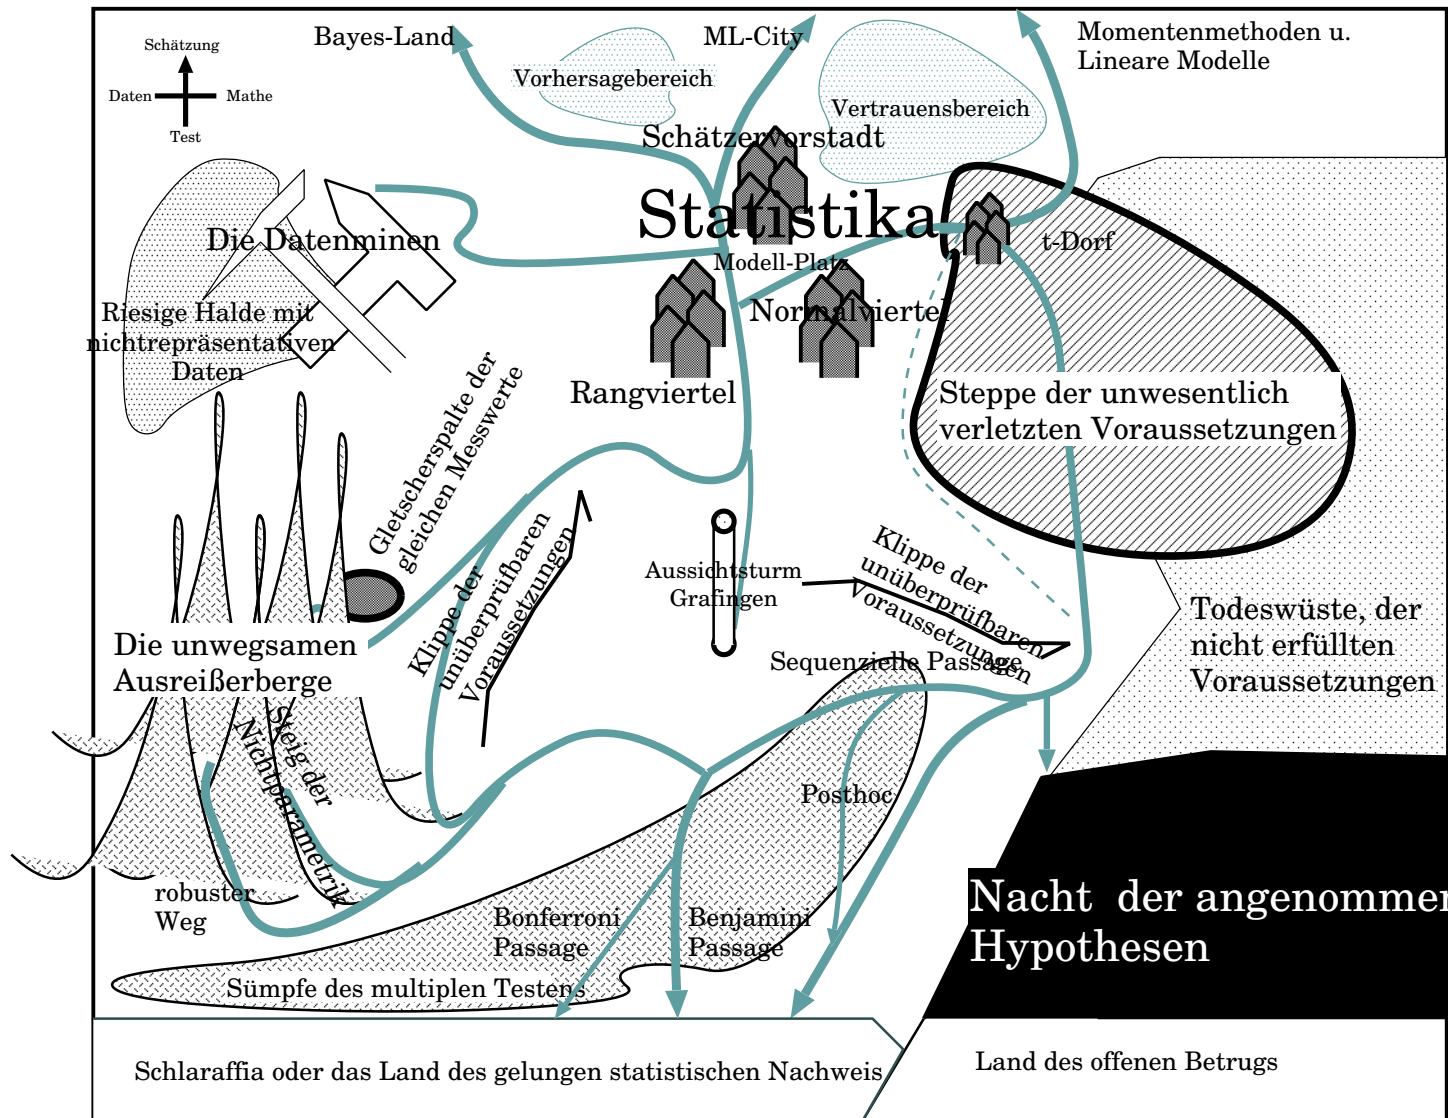 Bayes-Land
ML-City
Momentenmethoden u.
Lineare Modelle
Schätzung
Daten
Mathe
Test
Vorhersagebereich
Vertrauensbereich
Schätzervorstadt
Statistika
Die Datenminen
t-Dorf
Modell-Platz
Normalviertel
Riesige Halde mit
nichtrepräsentativen
Daten
Rangviertel
Steppe der unwesentlich
verletzten Voraussetzungen
Gletscherspalte der
gleichen Messwerte
Klippe der
unüberprüfbaren
Voraussetzungen
Aussichtsturm
Grafingen
Klippe der
unüberprüfbaren
Voraussetzungen
Todeswüste, der
nicht erfüllten
Voraussetzungen
Die unwegsamen
Ausreißerberge
Sequenzielle Passage
Steig der
Nichtparametrik
Posthoc
robuster
Weg
Bonferroni
Passage
Benjamini
Passage
Nacht der angenommen
Hypothesen
Sümpfe des multiplen Testens
Schlaraffia oder das Land des gelungen statistischen Nachweis
Land des offenen Betrugs